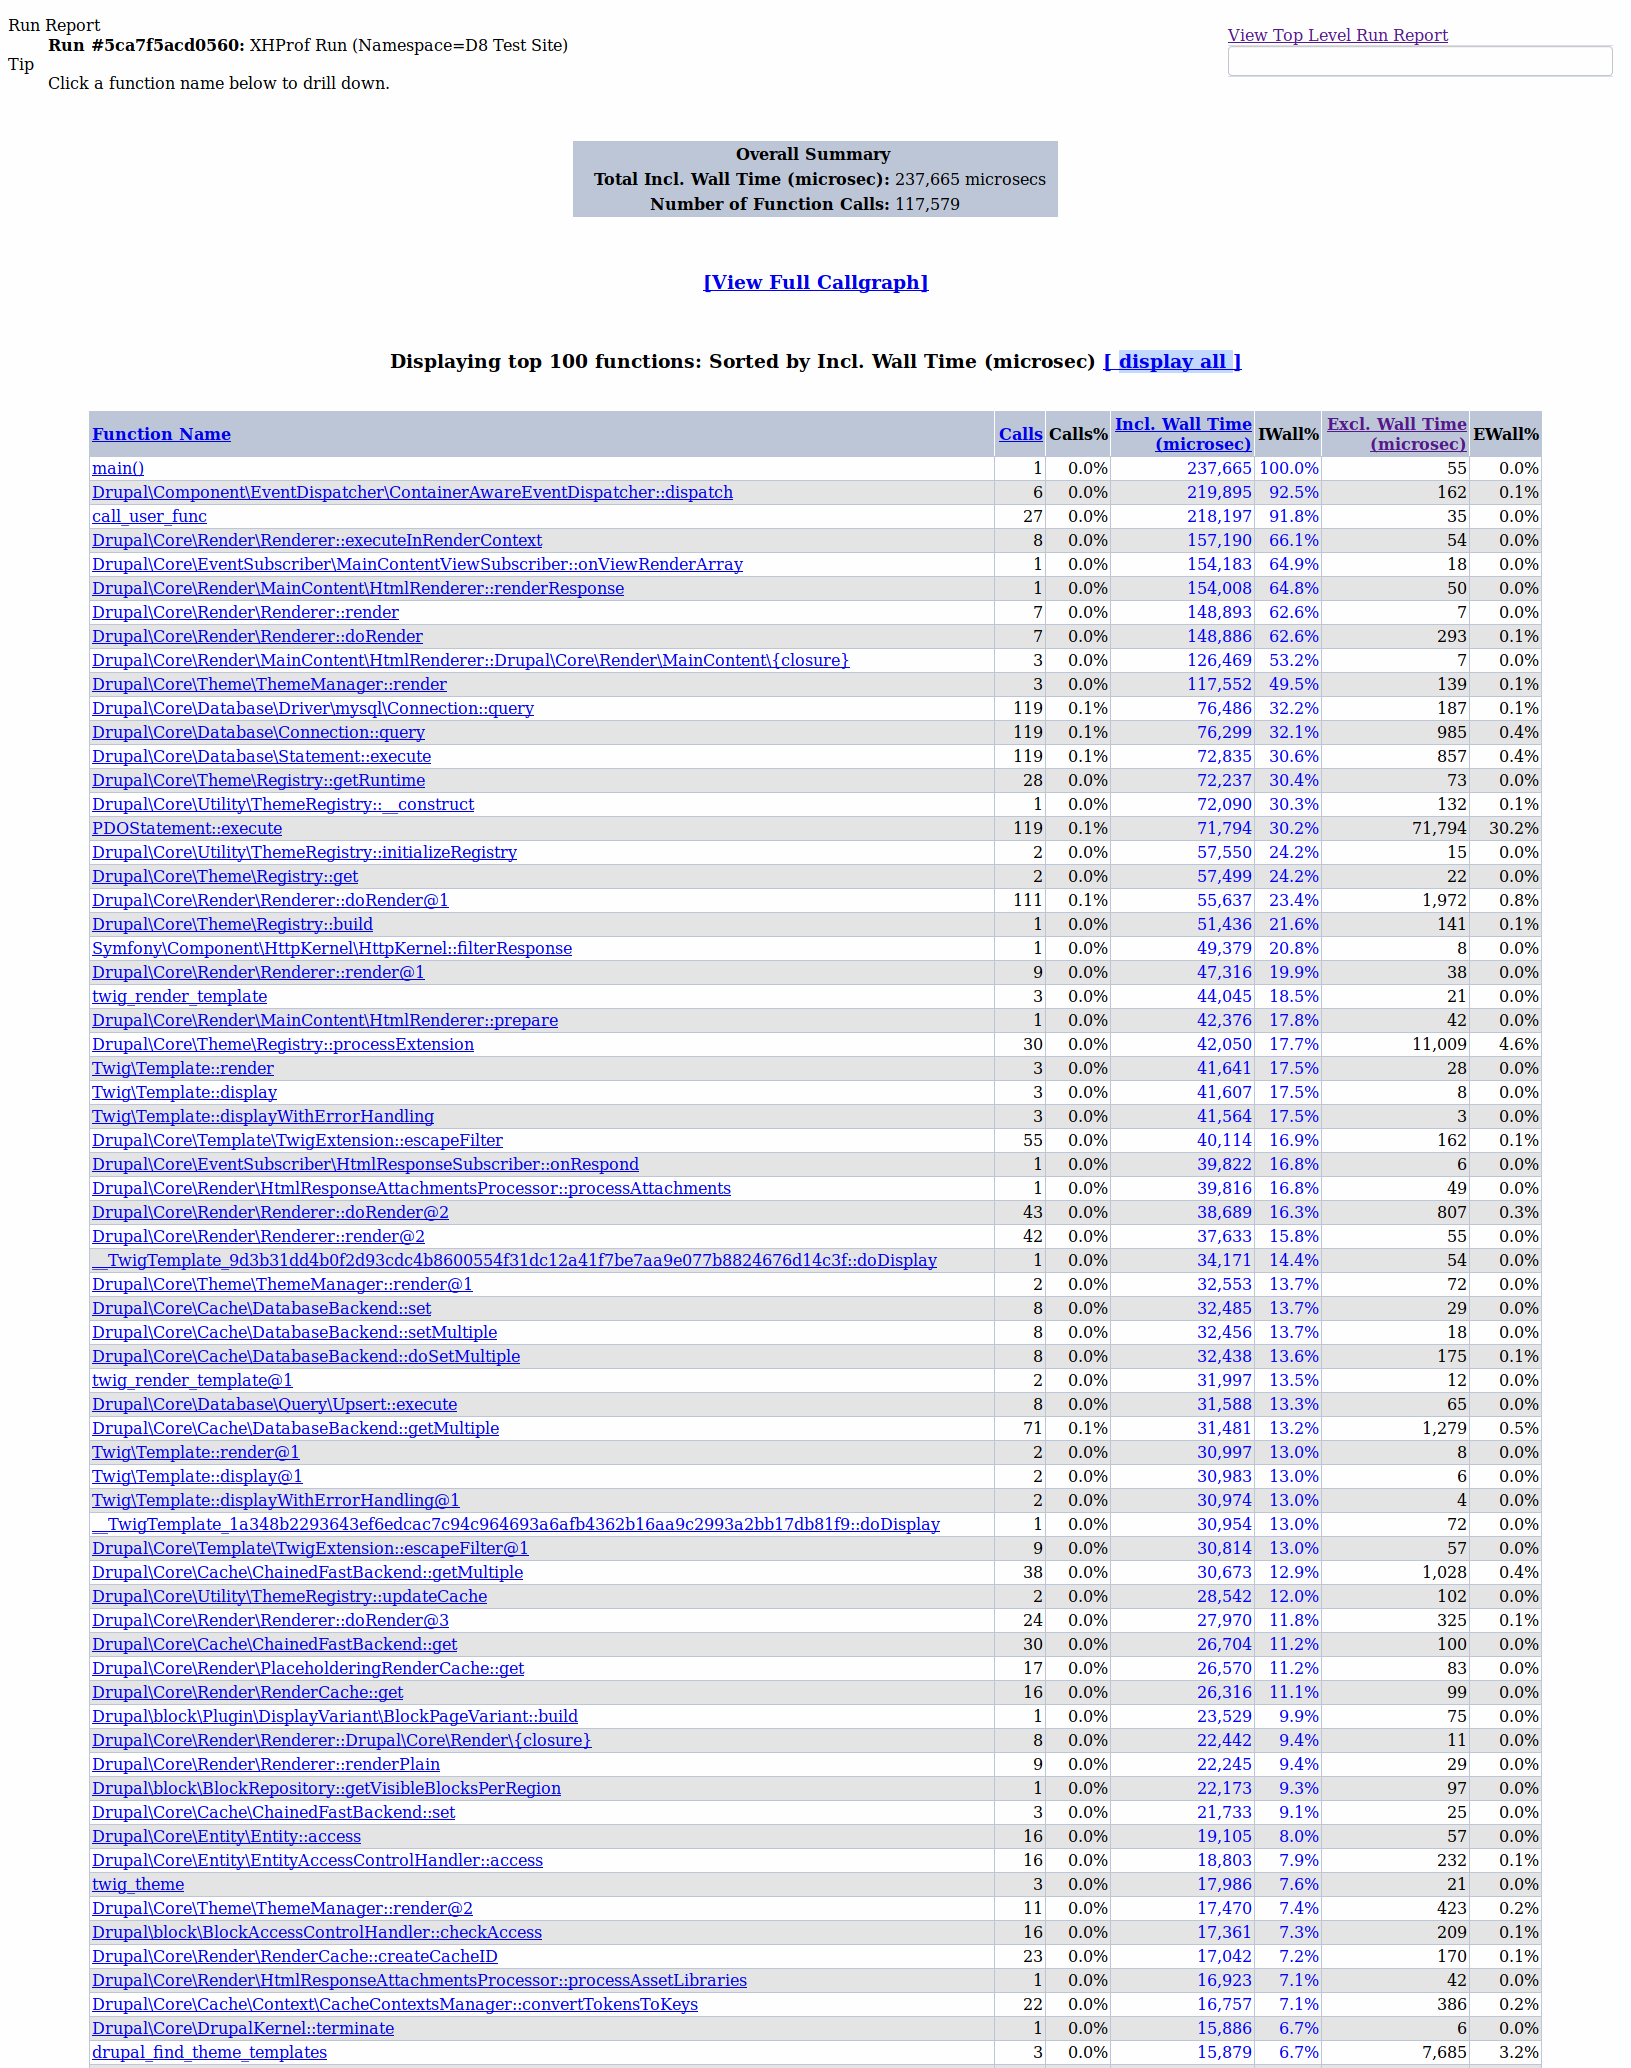 Run Report
Run #5ca7f5acd0560: XHProf Run (Namespace=D8 Test Site)
Tip
Click a function name below to drill down.
View Top Level Run Report
Overall Summary
Total Incl. Wall Time (microsec): 237,665 microsecs
Number of Function Calls: 117,579
[View Full Callgraph]
Displaying top 100 functions: Sorted by Incl. Wall Time (microsec) [ display all ]
Function Name Calls Calls% Incl. Wall Time (microsec) IWall% Excl. Wall Time (microsec) EWall%
main() 1 0.0% 237,665 100.0% 55 0.0%
Drupal\Component\EventDispatcher\ContainerAwareEventDispatcher::dispatch 6 0.0% 219,895 92.5% 162 0.1%
call_user_func 27 0.0% 218,197 91.8% 35 0.0%
Drupal\Core\Render\Renderer::executeInRenderContext 8 0.0% 157,190 66.1% 54 0.0%
Drupal\Core\EventSubscriber\MainContentViewSubscriber::onViewRenderArray 1 0.0% 154,183 64.9% 18 0.0%
Drupal\Core\Render\MainContent\HtmlRenderer::renderResponse 1 0.0% 154,008 64.8% 50 0.0%
Drupal\Core\Render\Renderer::render 7 0.0% 148,893 62.6% 7 0.0%
Drupal\Core\Render\Renderer::doRender 7 0.0% 148,886 62.6% 293 0.1%
Drupal\Core\Render\MainContent\HtmlRenderer::Drupal\Core\Render\MainContent\{closure} 3 0.0% 126,469 53.2% 7 0.0%
Drupal\Core\Theme\ThemeManager::render 3 0.0% 117,552 49.5% 139 0.1%
Drupal\Core\Database\Driver\mysql\Connection::query 119 0.1% 76,486 32.2% 187 0.1%
Drupal\Core\Database\Connection::query 119 0.1% 76,299 32.1% 985 0.4%
Drupal\Core\Database\Statement::execute 119 0.1% 72,835 30.6% 857 0.4%
Drupal\Core\Theme\Registry::getRuntime 28 0.0% 72,237 30.4% 73 0.0%
Drupal\Core\Utility\ThemeRegistry::__construct 1 0.0% 72,090 30.3% 132 0.1%
PDOStatement::execute 119 0.1% 71,794 30.2% 71,794 30.2%
Drupal\Core\Utility\ThemeRegistry::initializeRegistry 2 0.0% 57,550 24.2% 15 0.0%
Drupal\Core\Theme\Registry::get 2 0.0% 57,499 24.2% 22 0.0%
Drupal\Core\Render\Renderer::doRender@1 111 0.1% 55,637 23.4% 1,972 0.8%
Drupal\Core\Theme\Registry::build 1 0.0% 51,436 21.6% 141 0.1%
Symfony\Component\HttpKernel\HttpKernel::filterResponse 1 0.0% 49,379 20.8% 8 0.0%
Drupal\Core\Render\Renderer::render@1 9 0.0% 47,316 19.9% 38 0.0%
twig_render_template 3 0.0% 44,045 18.5% 21 0.0%
Drupal\Core\Render\MainContent\HtmlRenderer::prepare 1 0.0% 42,376 17.8% 42 0.0%
Drupal\Core\Theme\Registry::processExtension 30 0.0% 42,050 17.7% 11,009 4.6%
Twig\Template::render 3 0.0% 41,641 17.5% 28 0.0%
Twig\Template::display 3 0.0% 41,607 17.5% 8 0.0%
Twig\Template::displayWithErrorHandling 3 0.0% 41,564 17.5% 3 0.0%
Drupal\Core\Template\TwigExtension::escapeFilter 55 0.0% 40,114 16.9% 162 0.1%
Drupal\Core\EventSubscriber\HtmlResponseSubscriber::onRespond 1 0.0% 39,822 16.8% 6 0.0%
Drupal\Core\Render\HtmlResponseAttachmentsProcessor::processAttachments 1 0.0% 39,816 16.8% 49 0.0%
Drupal\Core\Render\Renderer::doRender@2 43 0.0% 38,689 16.3% 807 0.3%
Drupal\Core\Render\Renderer::render@2 42 0.0% 37,633 15.8% 55 0.0%
__TwigTemplate_9d3b31dd4b0f2d93cdc4b8600554f31dc12a41f7be7aa9e077b8824676d14c3f::doDisplay 1 0.0% 34,171 14.4% 54 0.0%
Drupal\Core\Theme\ThemeManager::render@1 2 0.0% 32,553 13.7% 72 0.0%
Drupal\Core\Cache\DatabaseBackend::set 8 0.0% 32,485 13.7% 29 0.0%
Drupal\Core\Cache\DatabaseBackend::setMultiple 8 0.0% 32,456 13.7% 18 0.0%
Drupal\Core\Cache\DatabaseBackend::doSetMultiple 8 0.0% 32,438 13.6% 175 0.1%
twig_render_template@1 2 0.0% 31,997 13.5% 12 0.0%
Drupal\Core\Database\Query\Upsert::execute 8 0.0% 31,588 13.3% 65 0.0%
Drupal\Core\Cache\DatabaseBackend::getMultiple 71 0.1% 31,481 13.2% 1,279 0.5%
Twig\Template::render@1 2 0.0% 30,997 13.0% 8 0.0%
Twig\Template::display@1 2 0.0% 30,983 13.0% 6 0.0%
Twig\Template::displayWithErrorHandling@1 2 0.0% 30,974 13.0% 4 0.0%
__TwigTemplate_1a348b2293643ef6edcac7c94c964693a6afb4362b16aa9c2993a2bb17db81f9::doDisplay 1 0.0% 30,954 13.0% 72 0.0%
Drupal\Core\Template\TwigExtension::escapeFilter@1 9 0.0% 30,814 13.0% 57 0.0%
Drupal\Core\Cache\ChainedFastBackend::getMultiple 38 0.0% 30,673 12.9% 1,028 0.4%
Drupal\Core\Utility\ThemeRegistry::updateCache 2 0.0% 28,542 12.0% 102 0.0%
Drupal\Core\Render\Renderer::doRender@3 24 0.0% 27,970 11.8% 325 0.1%
Drupal\Core\Cache\ChainedFastBackend::get 30 0.0% 26,704 11.2% 100 0.0%
Drupal\Core\Render\PlaceholderingRenderCache::get 17 0.0% 26,570 11.2% 83 0.0%
Drupal\Core\Render\RenderCache::get 16 0.0% 26,316 11.1% 99 0.0%
Drupal\block\Plugin\DisplayVariant\BlockPageVariant::build 1 0.0% 23,529 9.9% 75 0.0%
Drupal\Core\Render\Renderer::Drupal\Core\Render\{closure} 8 0.0% 22,442 9.4% 11 0.0%
Drupal\Core\Render\Renderer::renderPlain 9 0.0% 22,245 9.4% 29 0.0%
Drupal\block\BlockRepository::getVisibleBlocksPerRegion 1 0.0% 22,173 9.3% 97 0.0%
Drupal\Core\Cache\ChainedFastBackend::set 3 0.0% 21,733 9.1% 25 0.0%
Drupal\Core\Entity\Entity::access 16 0.0% 19,105 8.0% 57 0.0%
Drupal\Core\Entity\EntityAccessControlHandler::access 16 0.0% 18,803 7.9% 232 0.1%
twig_theme 3 0.0% 17,986 7.6% 21 0.0%
Drupal\Core\Theme\ThemeManager::render@2 11 0.0% 17,470 7.4% 423 0.2%
Drupal\block\BlockAccessControlHandler::checkAccess 16 0.0% 17,361 7.3% 209 0.1%
Drupal\Core\Render\RenderCache::createCacheID 23 0.0% 17,042 7.2% 170 0.1%
Drupal\Core\Render\HtmlResponseAttachmentsProcessor::processAssetLibraries 1 0.0% 16,923 7.1% 42 0.0%
Drupal\Core\Cache\Context\CacheContextsManager::convertTokensToKeys 22 0.0% 16,757 7.1% 386 0.2%
Drupal\Core\DrupalKernel::terminate 1 0.0% 15,886 6.7% 6 0.0%
drupal_find_theme_templates 3 0.0% 15,879 6.7% 7,685 3.2%